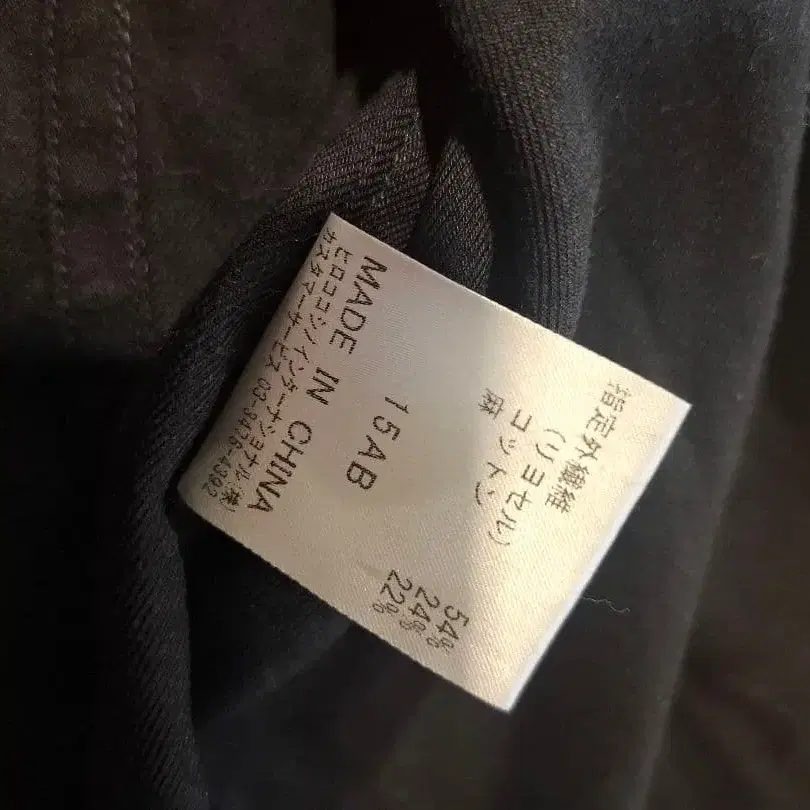 指定外繊維
(リヨセル) 54%
コットン 24%
麻 22%
15AB
MADE IN CHINA
ヒロココシノインターナショナル(株)
カスタマーサービス 03-3475-4392